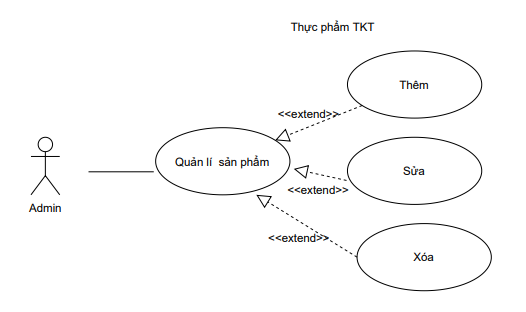 Thực phẩm TKT
Thêm
<<extend>>
Quản lí sản phẩm
Sửa
<<extend>>
Admin
<<extend>>
Xóa